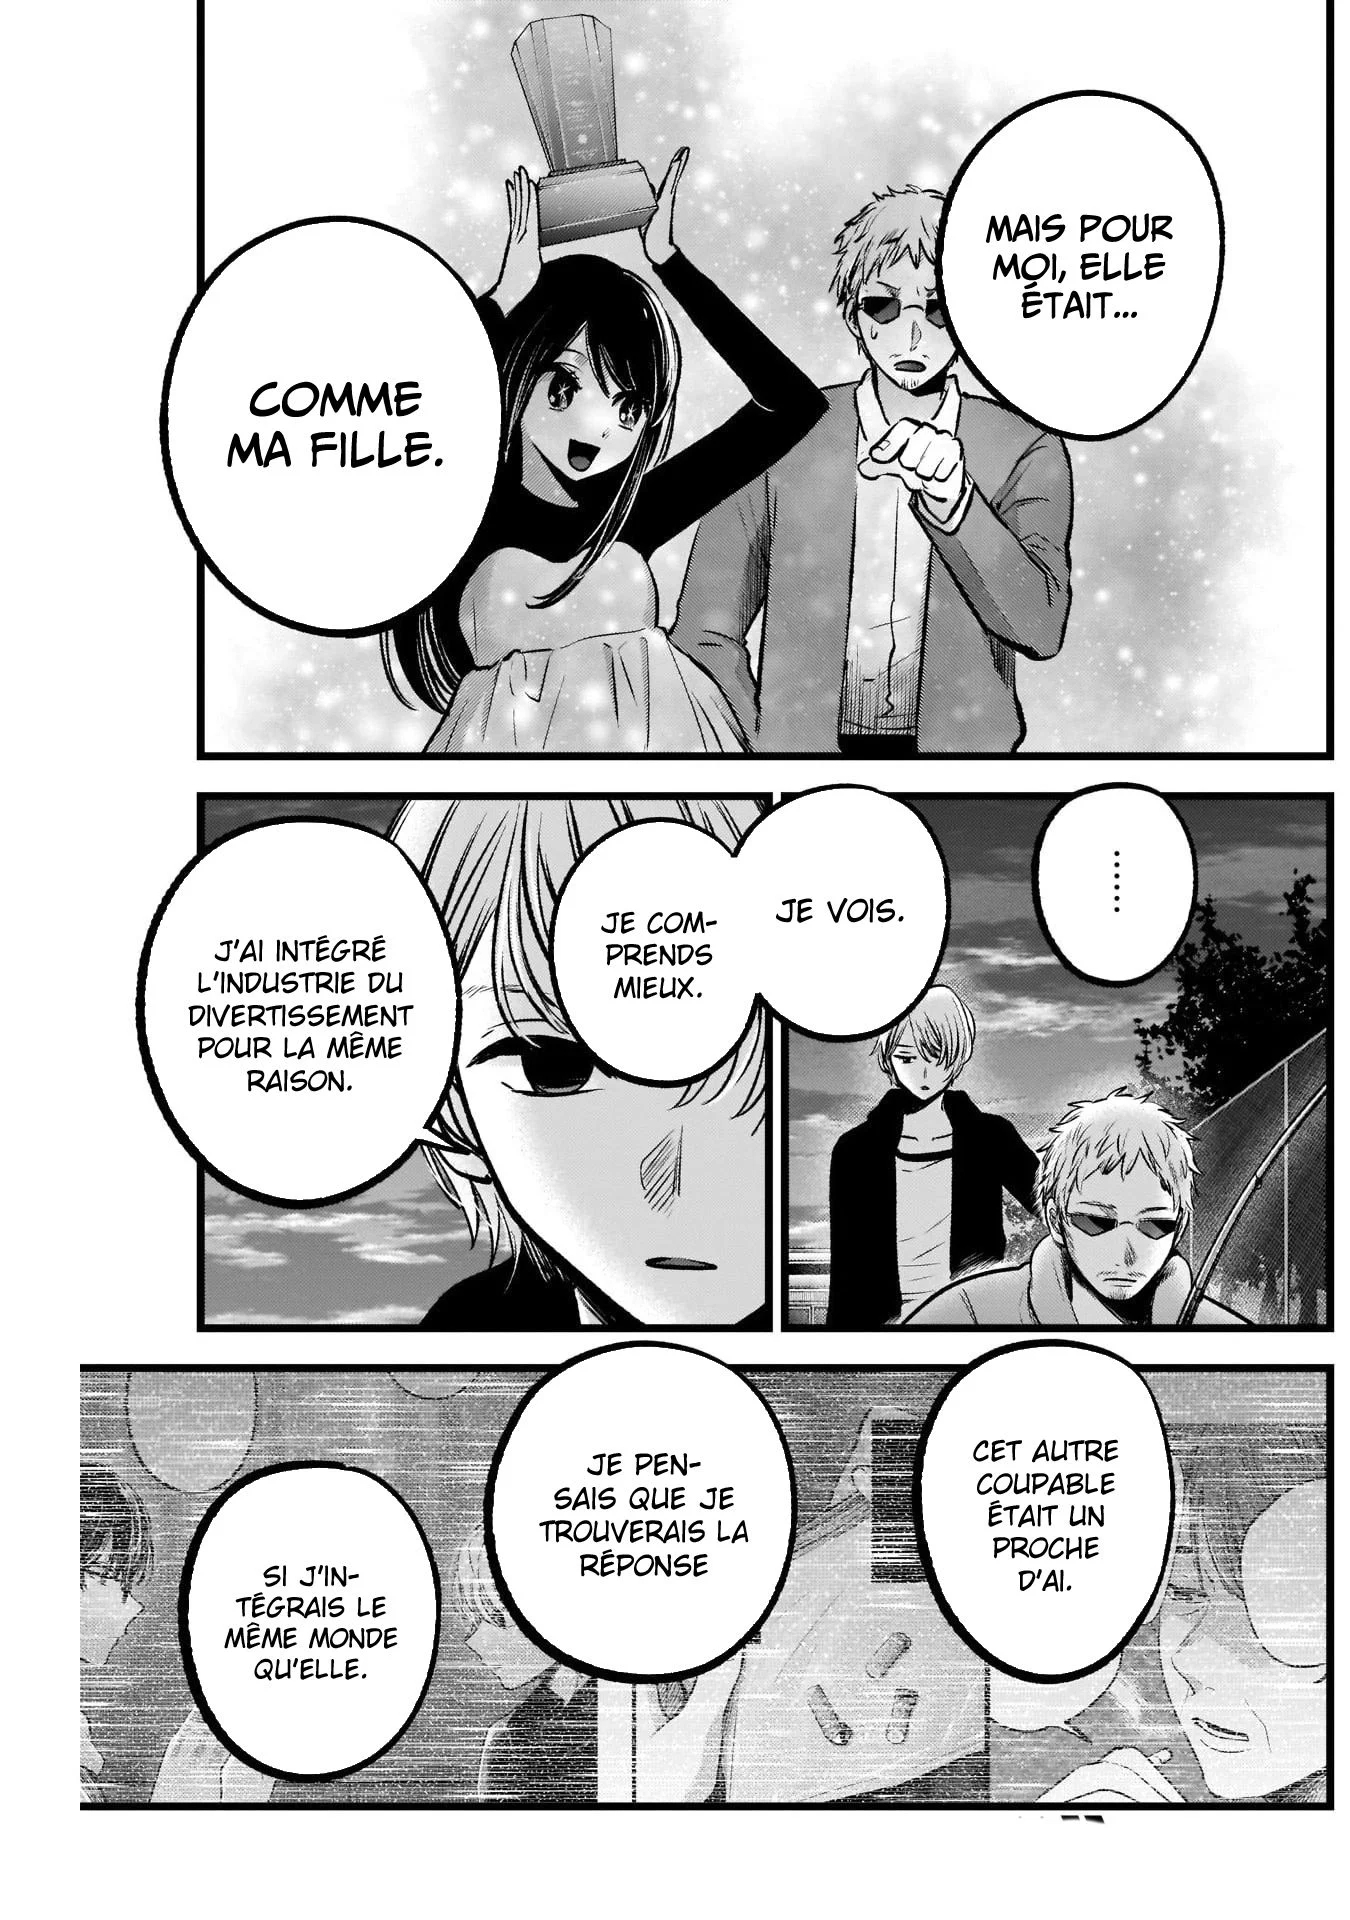 MAIS POUR
MOI, ELLE
ÉTAIT...
COMME
MA FILLE.
......
JE VOIS.
JE COM-
PRENDS
MIEUX.
J'AI INTÉGRÉ
L'INDUSTRIE DU
DIVERTISSEMENT
POUR LA MÊME
RAISON.
CET AUTRE
COUPABLE
ÉTAIT UN
PROCHE
D'AI.
JE PEN-
SAIS QUE JE
TROUVERAIS LA
RÉPONSE
SI J'IN-
TÉGRAIS LE
MÊME MONDE
QU'ELLE.